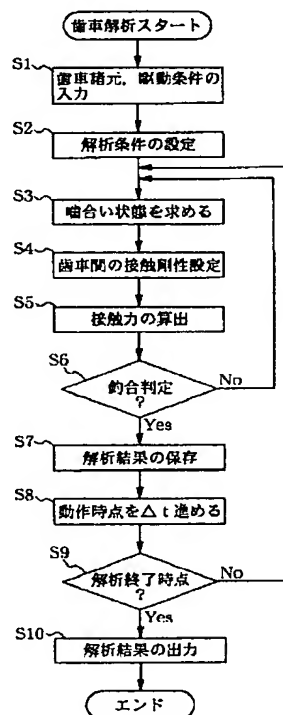 歯車解析スタート
S1
歯車諸元，駆動条件の
入力
S2
解析条件の設定
S3
噛合い状態を求める
S4
歯車間の接触剛性設定
S5
接触力の算出
S6
釣合判定
?
No
Yes
S7
解析結果の保存
S8
動作時点を△t進める
S9
解析終了時点
?
No
Yes
S10
解析結果の出力
エンド